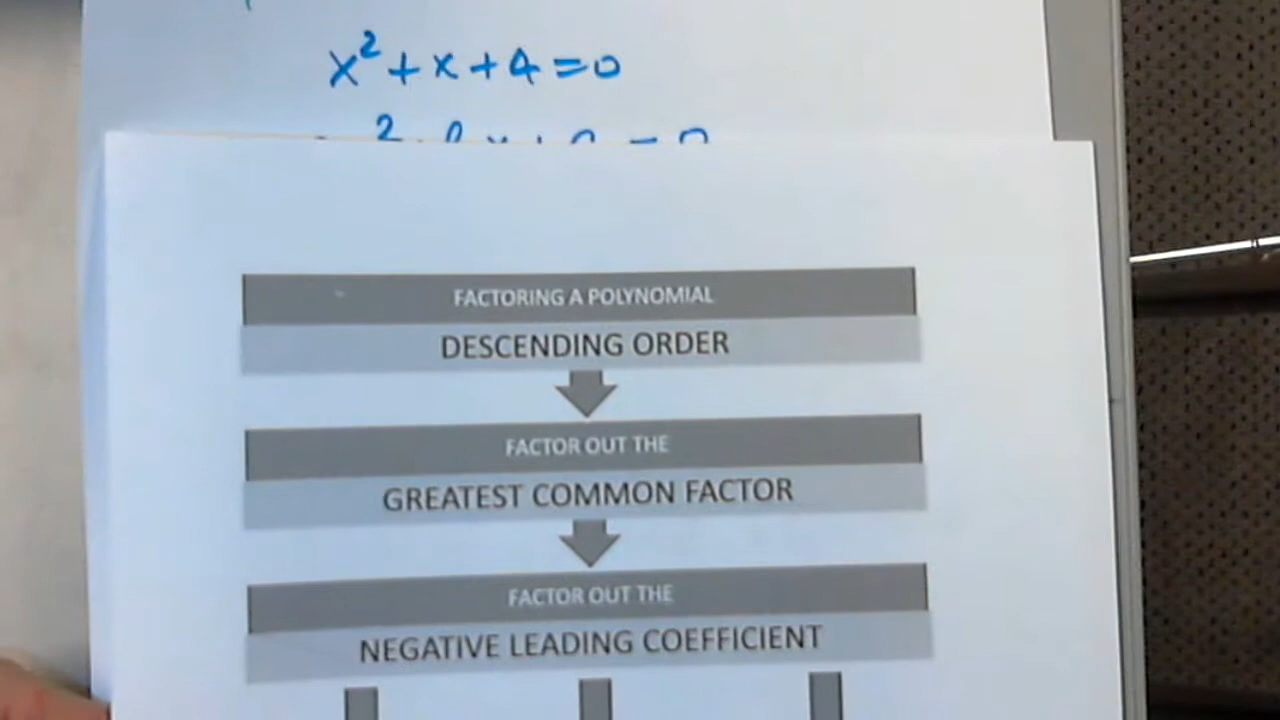 x² + x + 4 = 0
FACTORING A POLYNOMIAL
DESCENDING ORDER
FACTOR OUT THE
GREATEST COMMON FACTOR
FACTOR OUT THE
NEGATIVE LEADING COEFFICIENT